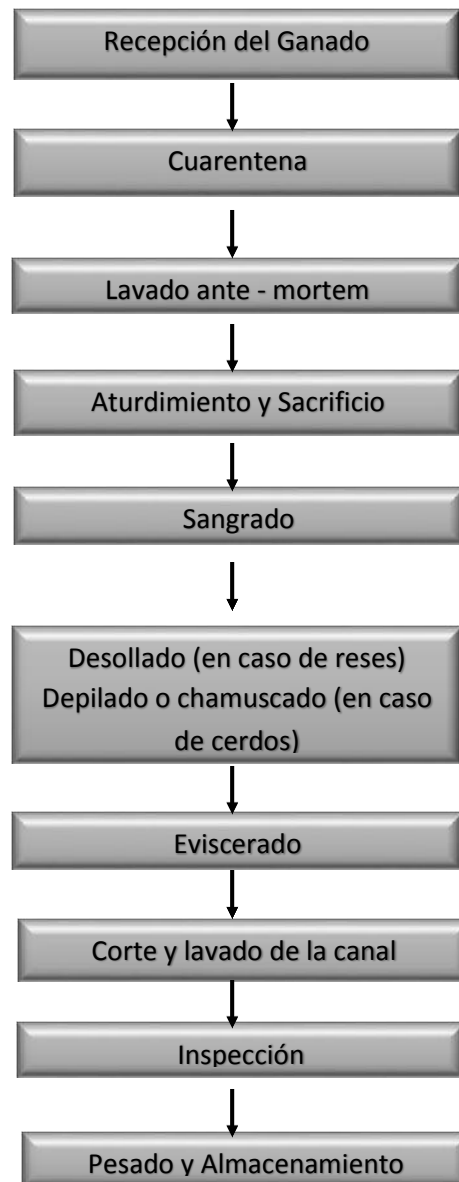 Recepción del Ganado
Cuarentena
Lavado ante - mortem
Aturdimiento y Sacrificio
Sangrado
Desollado (en caso de reses)
Depilado o chamuscado (en caso
de cerdos)
Eviscerado
Corte y lavado de la canal
Inspección
Pesado y Almacenamiento